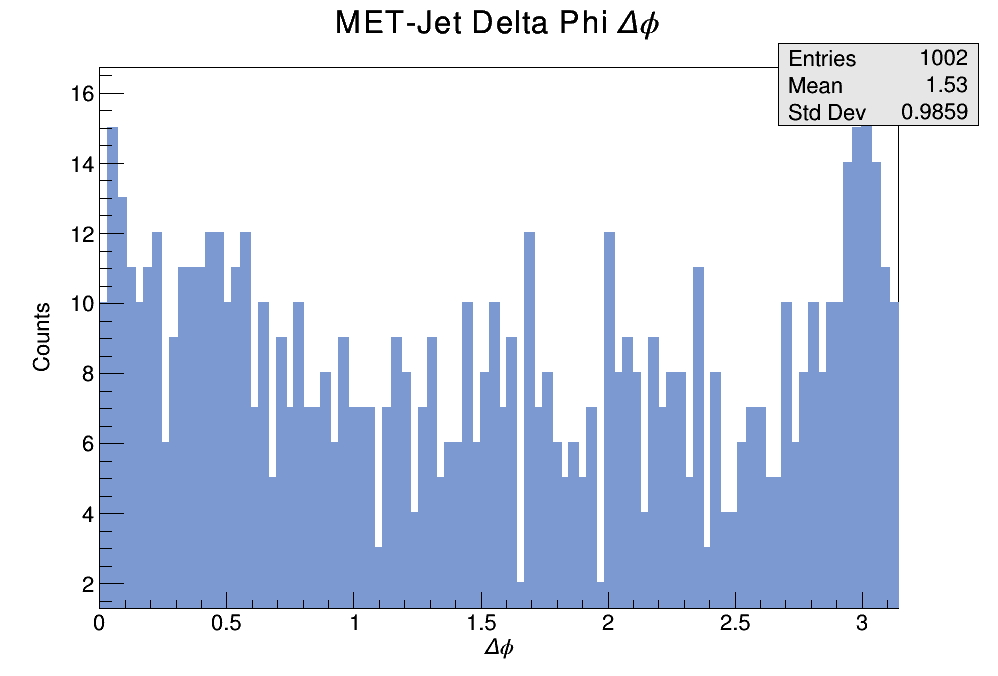 MET-Jet Delta Phi Δϕ
Entries 1002
Mean 1.53
Std Dev 0.9859
Counts
16
14
12
10
8
6
4
2
0 0.5 1 1.5 2 2.5 3
Δϕ